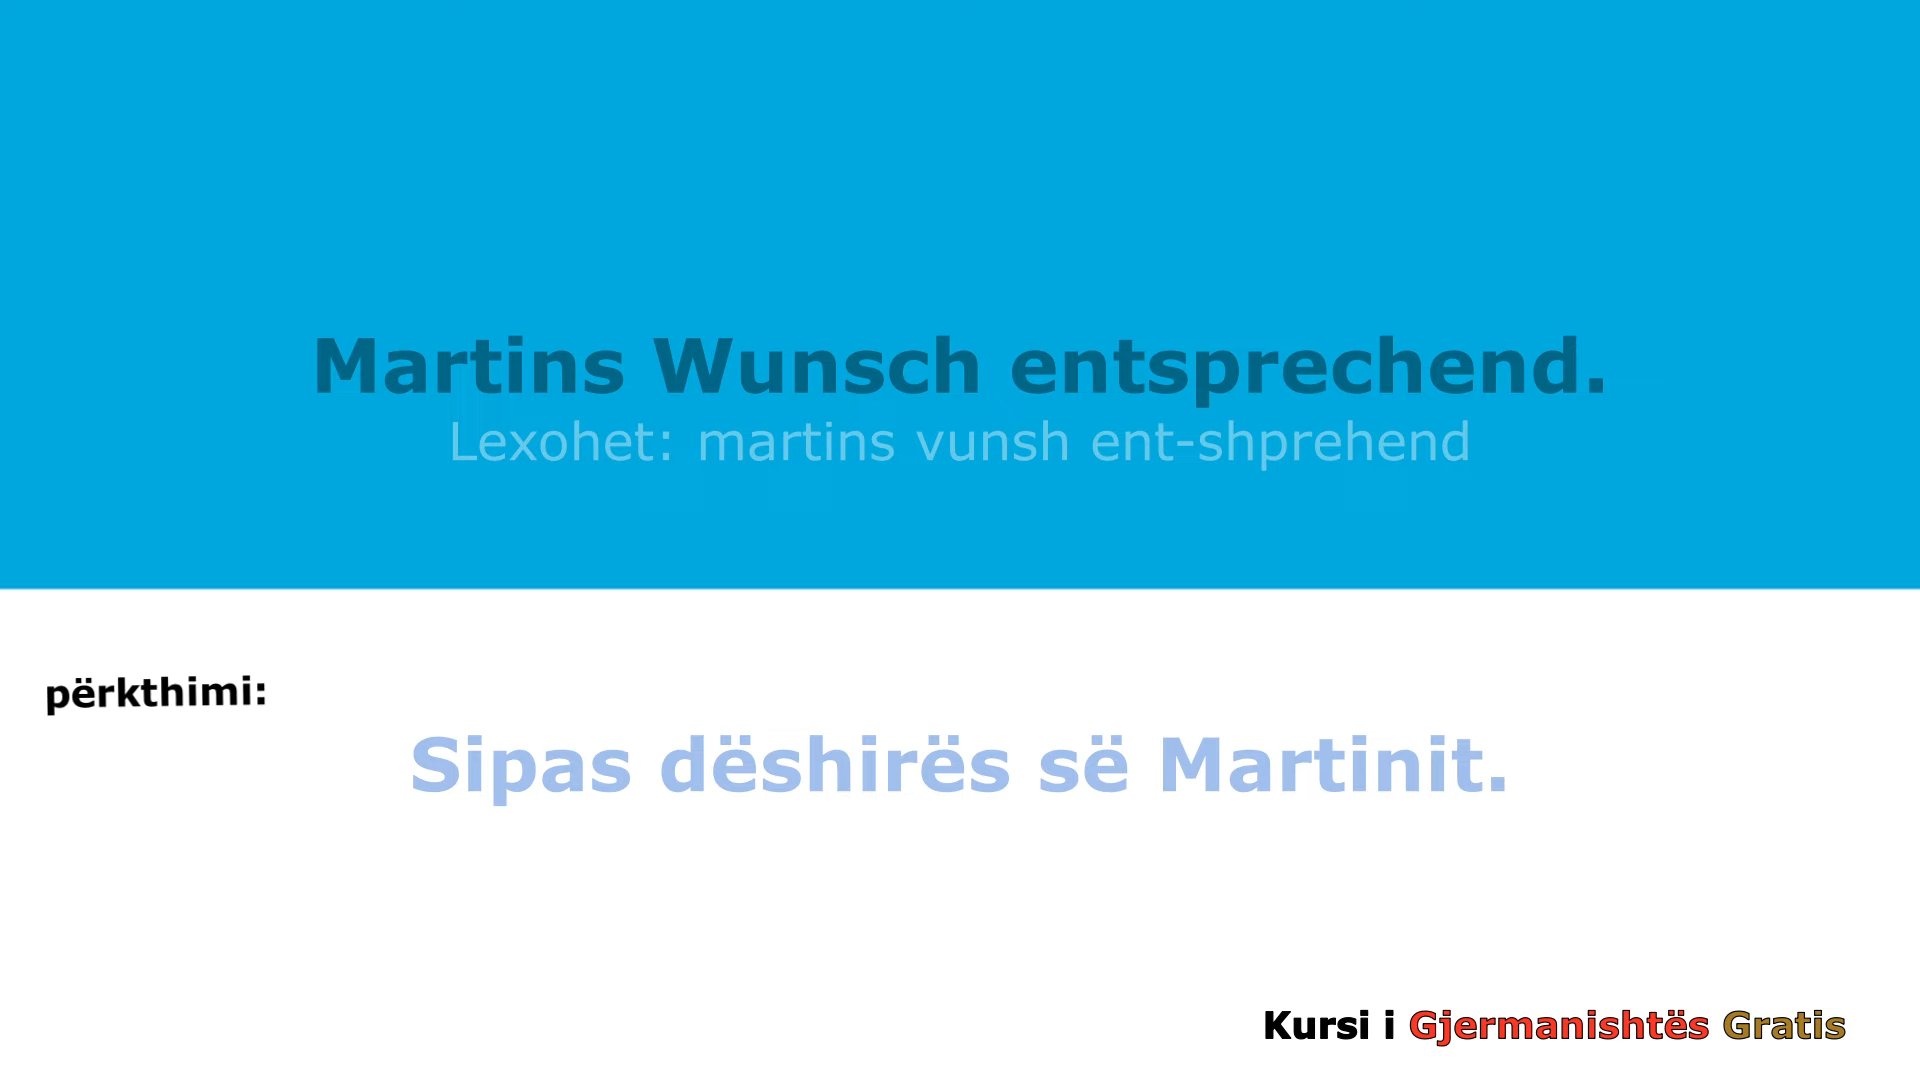 Martins Wunsch entsprechend.
Lexohet: martins vunsh ent-shprehend
përkthimi:
Sipas dëshirës së Martinit.
Kursi i Gjermanishtës Gratis